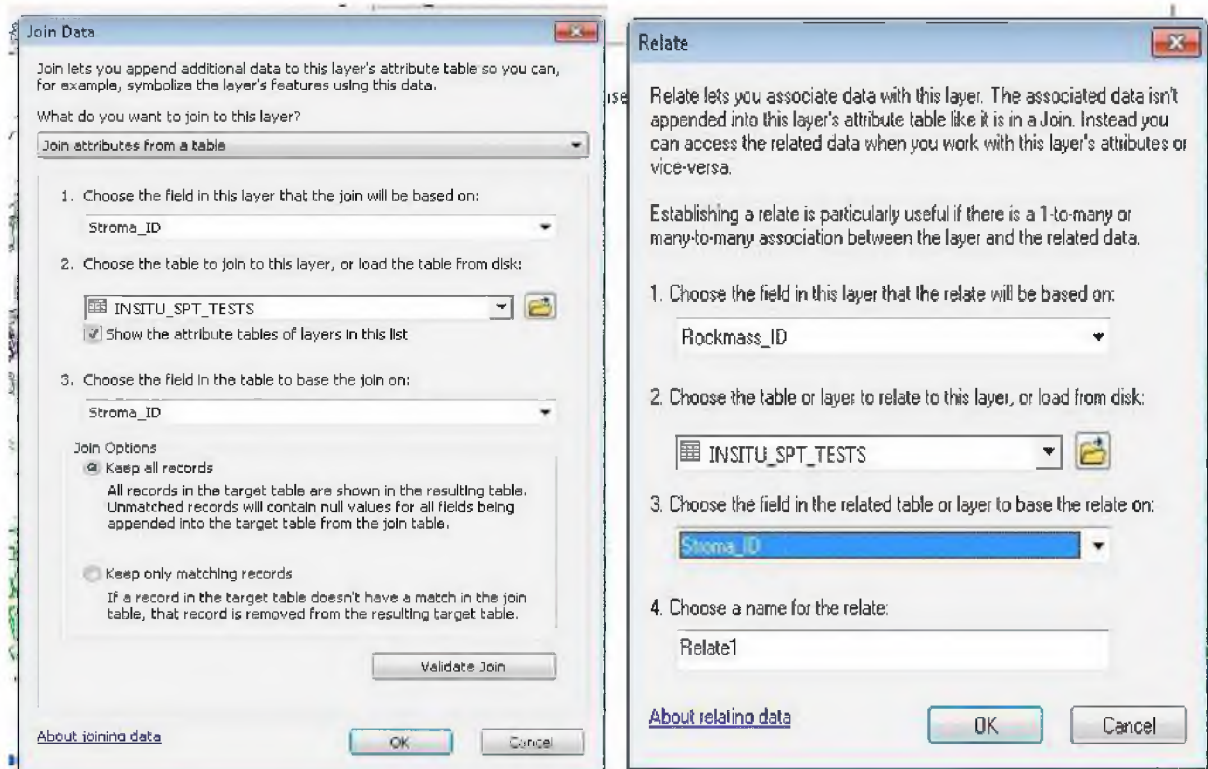 Join Data
Join lets you append additional data to this layer's attribute table so you can,
for example, symbolize the layer's features using this data.
What do you want to join to this layer?
Join attributes from a table
1. Choose the field in this layer that the join will be based on:
Stroma_ID
2. Choose the table to join to this layer, or load the table from disk:
INSITU_SPT_TESTS
Show the attribute tables of layers in this list
3. Choose the field in the table to base the join on:
Stroma_ID
Join Options
Keep all records
All records in the target table are shown in the resulting table.
Unmatched records will contain null values for all fields being
appended into the target table from the join table.
Keep only matching records
If a record in the target table doesn't have a match in the join
table, that record is removed from the resulting target table.
Validate Join
About joining data
OK
Cancel
Relate
Relate lets you associate data with this layer. The associated data isn't
appended into this layer's attribute table like it is in a Join. Instead you
can access the related data when you work with this layer's attributes or
vice-versa.
Establishing a relate is particularly useful if there is a 1-to-many or
many-to-many association between the layer and the related data.
1. Choose the field in this layer that the relate will be based on:
Rockmass_ID
2. Choose the table or layer to relate to this layer, or load from disk:
INSITU_SPT_TESTS
3. Choose the field in the related table or layer to base the relate on:
Stroma_ID
4. Choose a name for the relate:
Relate1
About relating data
OK
Cancel